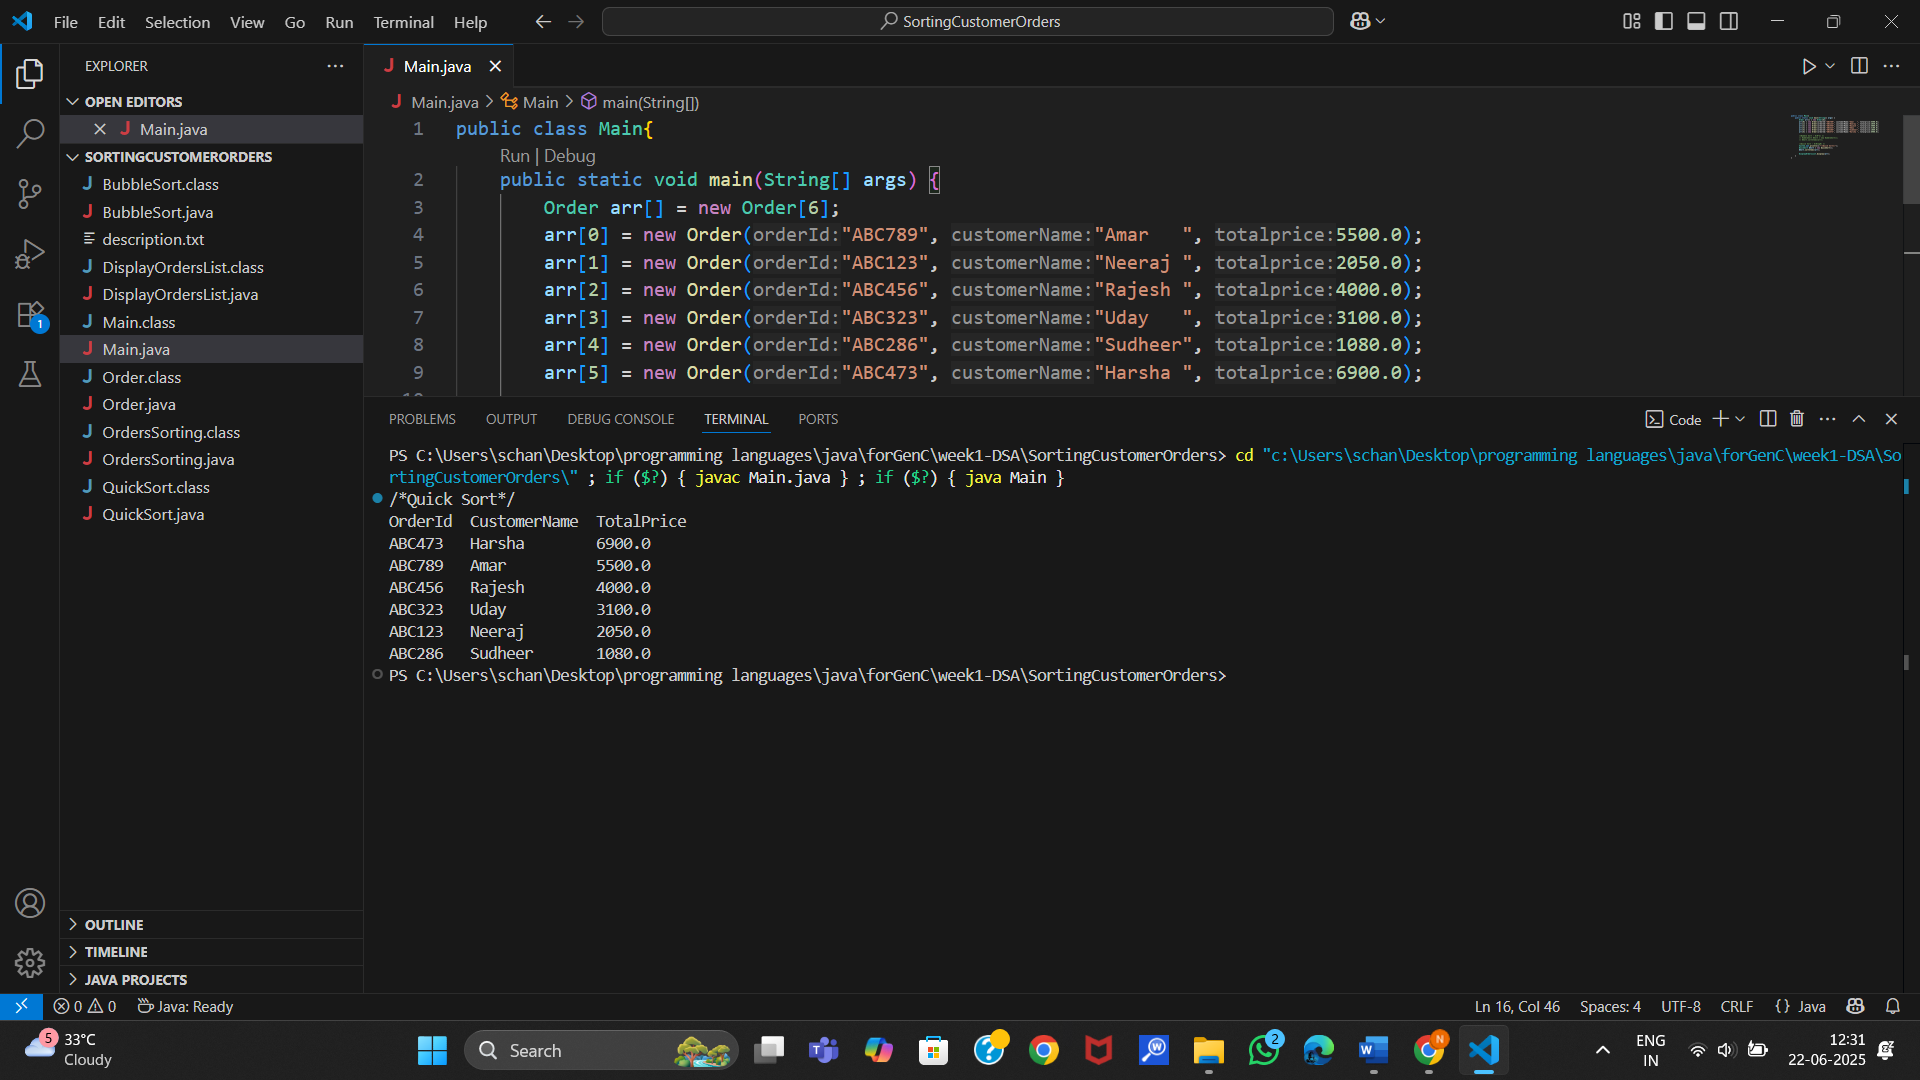 File Edit Selection View Go Run Terminal Help
SortingCustomerOrders
EXPLORER
OPEN EDITORS
Main.java
SORTINGCUSTOMERORDERS
BubbleSort.class
BubbleSort.java
description.txt
DisplayOrdersList.class
DisplayOrdersList.java
Main.class
Main.java
Order.class
Order.java
OrdersSorting.class
OrdersSorting.java
QuickSort.class
QuickSort.java
1
OUTLINE
TIMELINE
JAVA PROJECTS
Main.java
Main.java > Main > main(String[])
1 public class Main{
Run | Debug
2 public static void main(String[] args) {
3 Order arr[] = new Order[6];
4 arr[0] = new Order(orderId:"ABC789", customerName:"Amar   ", totalprice:5500.0);
5 arr[1] = new Order(orderId:"ABC123", customerName:"Neeraj ", totalprice:2050.0);
6 arr[2] = new Order(orderId:"ABC456", customerName:"Rajesh ", totalprice:4000.0);
7 arr[3] = new Order(orderId:"ABC323", customerName:"Uday   ", totalprice:3100.0);
8 arr[4] = new Order(orderId:"ABC286", customerName:"Sudheer", totalprice:1080.0);
9 arr[5] = new Order(orderId:"ABC473", customerName:"Harsha ", totalprice:6900.0);
PROBLEMS OUTPUT DEBUG CONSOLE TERMINAL PORTS
Code
PS C:\Users\schan\Desktop\programming languages\java\forGenC\week1-DSA\SortingCustomerOrders> cd "c:\Users\schan\Desktop\programming languages\java\forGenC\week1-DSA\So
rtingCustomerOrders\" ; if ($?) { javac Main.java } ; if ($?) { java Main }
/*Quick Sort*/
OrderId CustomerName TotalPrice
ABC473 Harsha 6900.0
ABC789 Amar 5500.0
ABC456 Rajesh 4000.0
ABC323 Uday 3100.0
ABC123 Neeraj 2050.0
ABC286 Sudheer 1080.0
PS C:\Users\schan\Desktop\programming languages\java\forGenC\week1-DSA\SortingCustomerOrders>
0 0 Java: Ready
Ln 16, Col 46 Spaces: 4 UTF-8 CRLF {} Java
5
33°C
Cloudy
Search
2
N
ENG
IN
12:31
22-06-2025